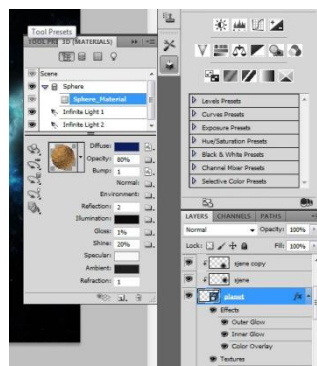 Tool Presets
TOOL PRE
3D {MATERIALS}
Scene
Sphere
Sphere_Material
Infinite Light 1
Infinite Light 2
Diffuse:
Opacity: 80%
Bump: 1
Normal:
Environment:
Reflection: 2
Illumination:
Gloss: 1%
Shine: 20%
Specular:
Ambient:
Refraction: 1
Levels Presets
Curves Presets
Exposure Presets
Hue/Saturation Presets
Black & White Presets
Channel Mixer Presets
Selective Color Presets
LAYERS CHANNELS PATHS
Normal Opacity: 100%
Lock: Fill: 100%
sjene copy
sjene
planet fx
Effects
Outer Glow
Inner Glow
Color Overlay
Textures